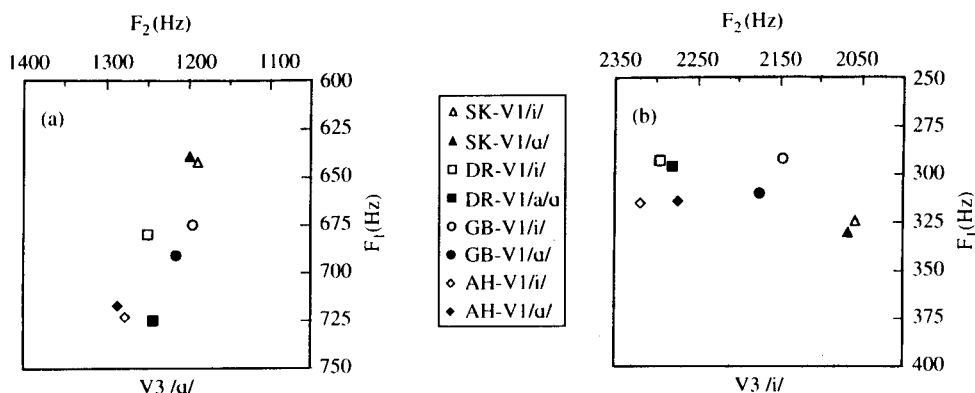 F2(Hz)
1400 1300 1200 1100
600
625
650
675
700
725
750
F1(Hz)
(a)
V3 /ɑ/
SK-V1/i/
SK-V1/ɑ/
DR-V1/i/
DR-V1/a/ɑ
GB-V1/i/
GB-V1/ɑ/
AH-V1/i/
AH-V1/ɑ/
F2(Hz)
2350 2250 2150 2050
250
275
300
325
350
375
400
F1(Hz)
(b)
V3 /i/